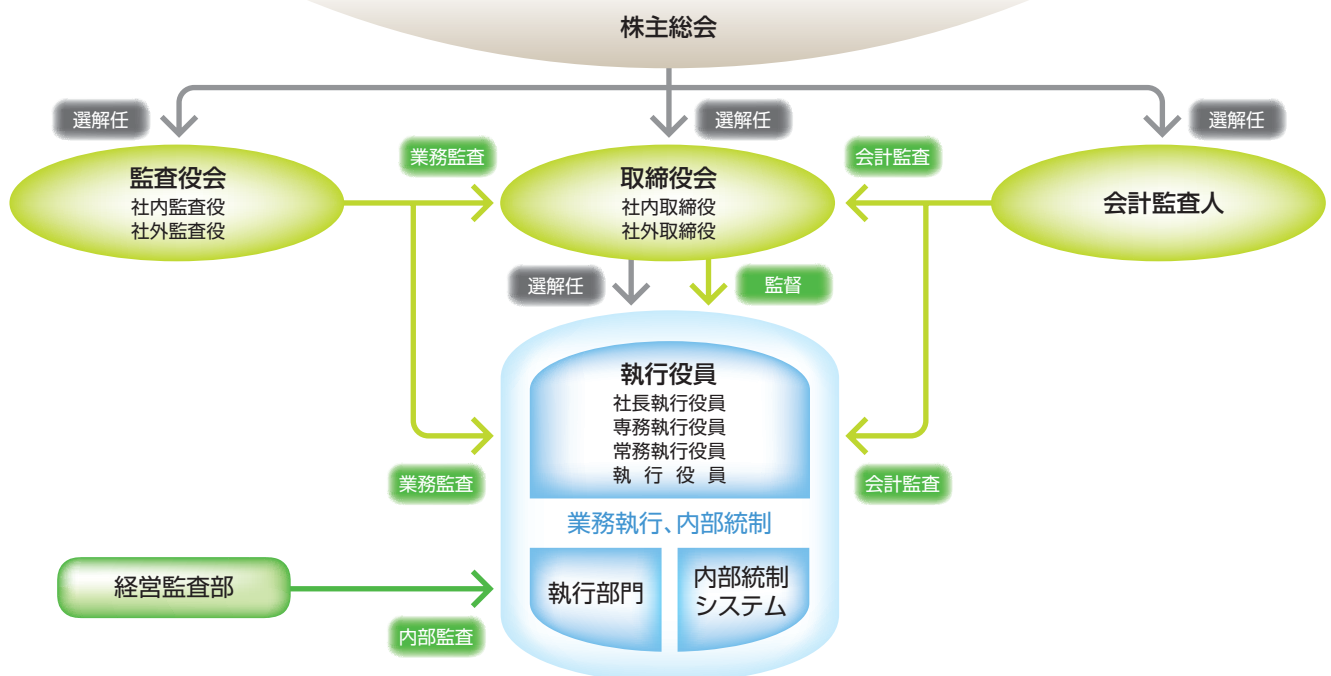 株主総会
選解任
選解任
選解任
監査役会
社内監査役
社外監査役
業務監査
取締役会
社内取締役
社外取締役
会計監査
会計監査人
選解任
監督
執行役員
社長執行役員
専務執行役員
常務執行役員
執 行 役 員
業務監査
会計監査
業務執行、内部統制
経営監査部
内部監査
執行部門
内部統制
システム